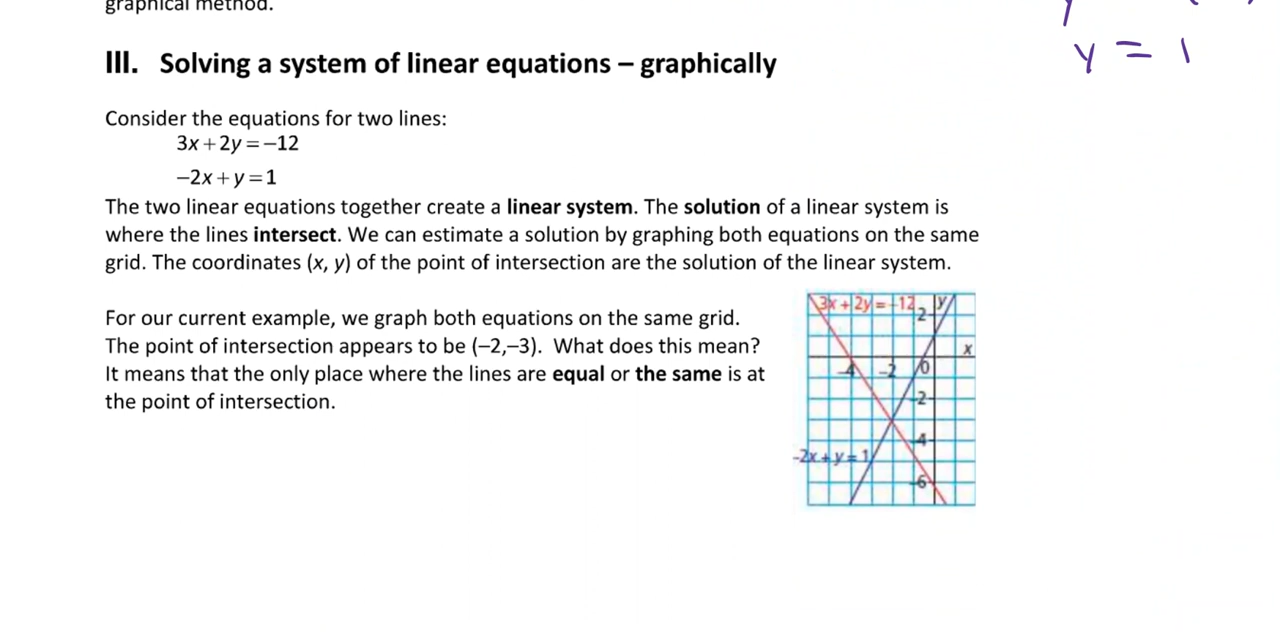 graphical method.
y = 1
III. Solving a system of linear equations – graphically
Consider the equations for two lines:
3x+2y=−12
−2x+y=1
The two linear equations together create a linear system. The solution of a linear system is
where the lines intersect. We can estimate a solution by graphing both equations on the same
grid. The coordinates (x, y) of the point of intersection are the solution of the linear system.
For our current example, we graph both equations on the same grid.
The point of intersection appears to be (−2,−3). What does this mean?
It means that the only place where the lines are equal or the same is at
the point of intersection.
3x + 2y = -12
2
y
x
-4
-2
0
-2
-4
-2x + y = 1
-6